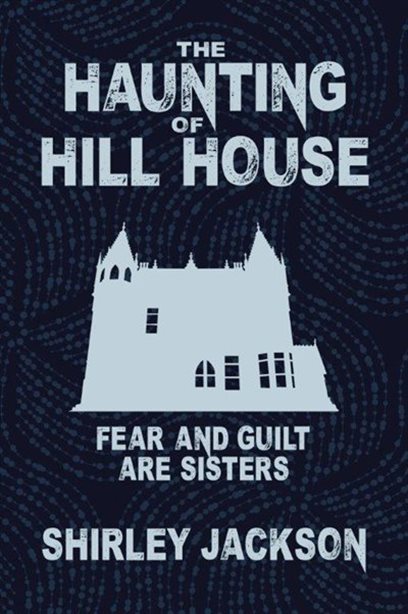 THE
HAUNTING
OF
HILL HOUSE
FEAR AND GUILT
ARE SISTERS
SHIRLEY JACKSON